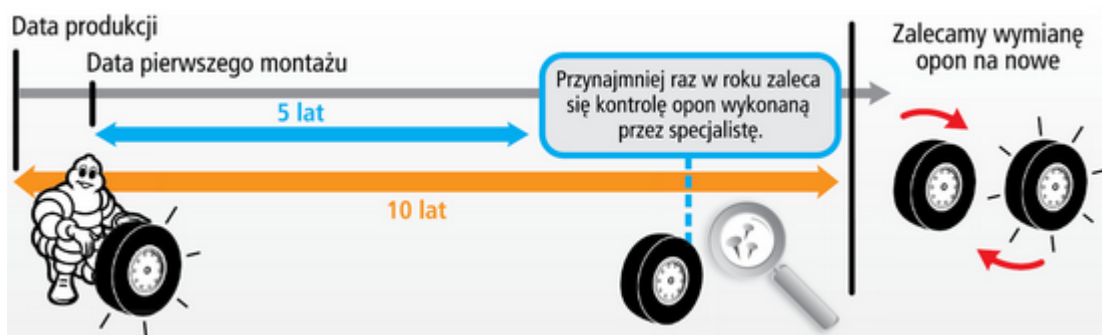 Data produkcji
Data pierwszego montażu
5 lat
Przynajmniej raz w roku zaleca
się kontrolę opon wykonaną
przez specjalistę.
10 lat
Zalecamy wymianę
opon na nowe